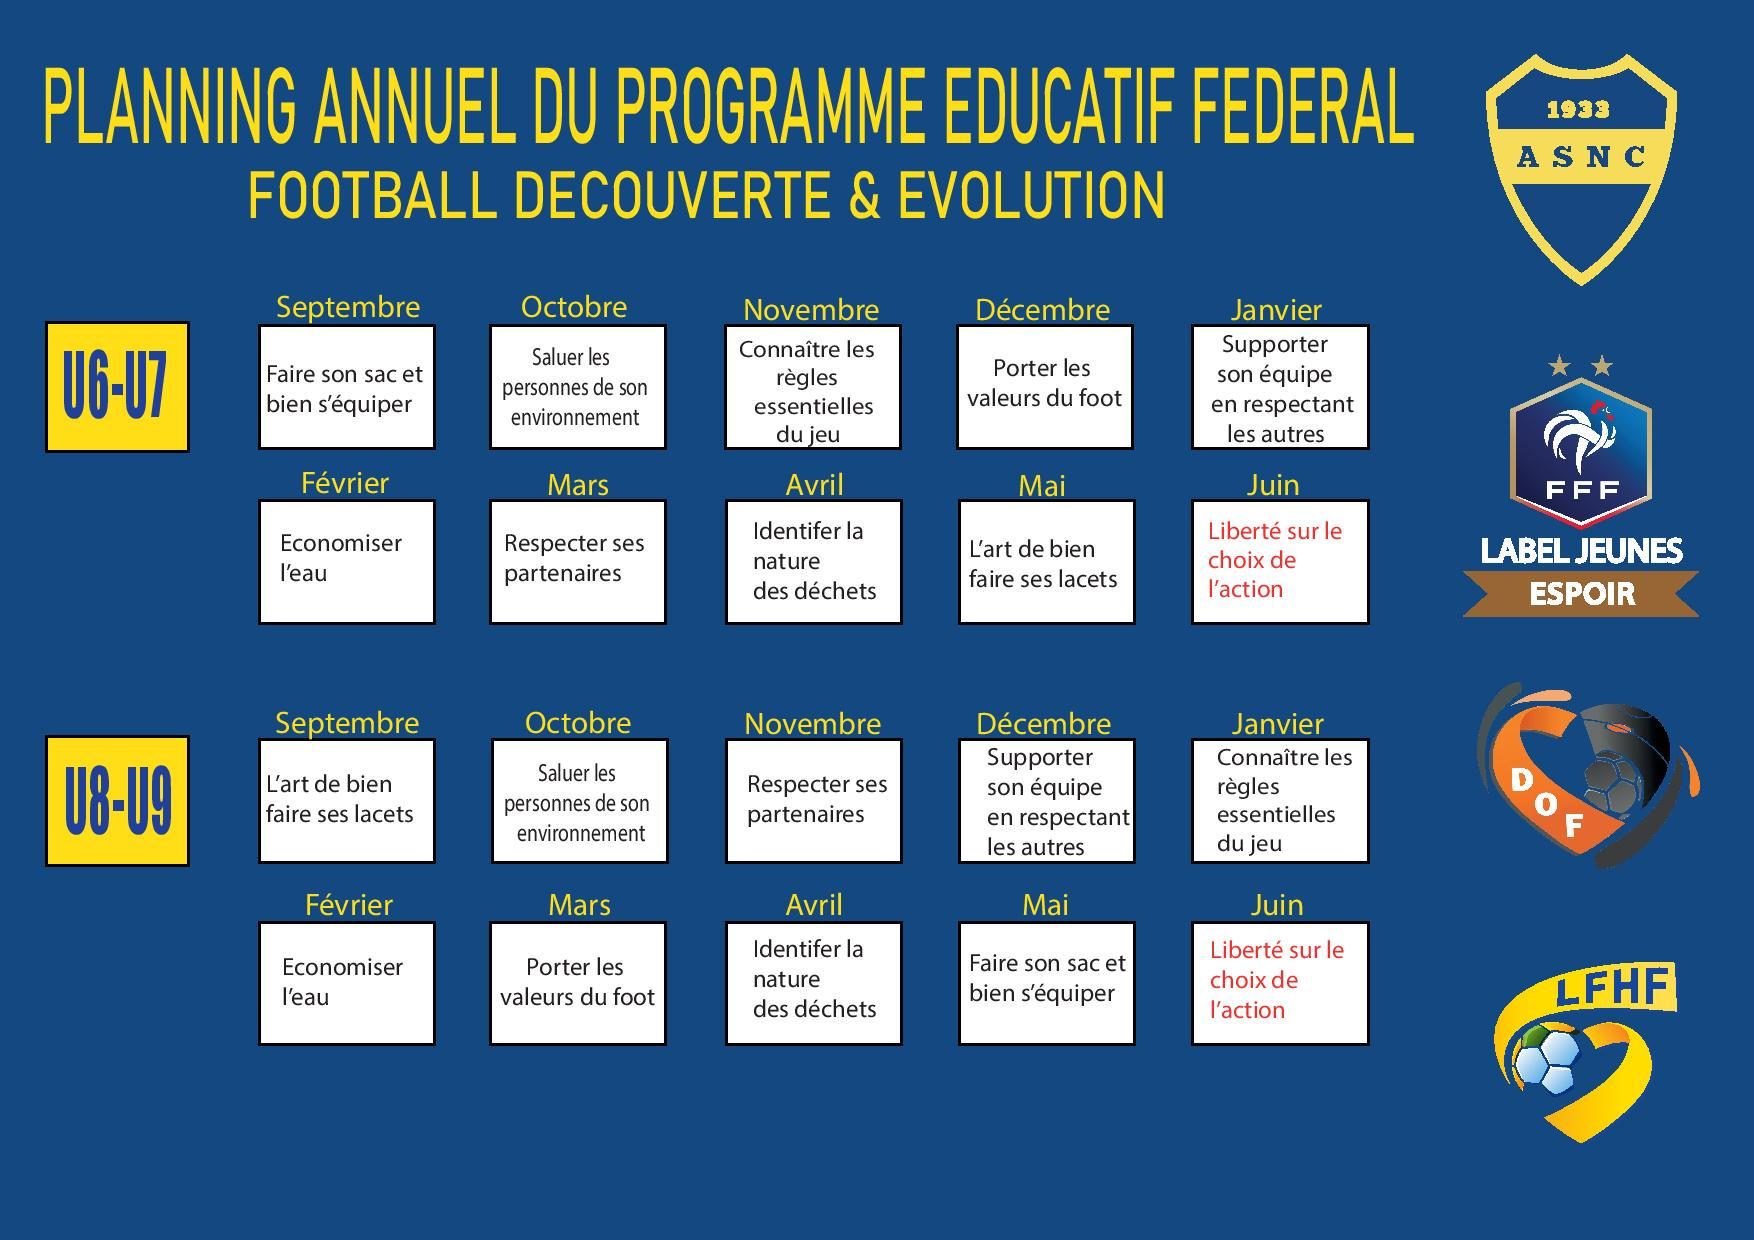 PLANNING ANNUEL DU PROGRAMME EDUCATIF FEDERAL
FOOTBALL DECOUVERTE & EVOLUTION
1933
ASNC
U6-U7
Septembre
Faire son sac et
bien s’équiper
Octobre
Saluer les
personnes de son
environnement
Novembre
Connaître les
règles
essentielles
du jeu
Décembre
Porter les
valeurs du foot
Janvier
Supporter
son équipe
en respectant
les autres
Février
Economiser
l’eau
Mars
Respecter ses
partenaires
Avril
Identifer la
nature
des déchets
Mai
L’art de bien
faire ses lacets
Juin
Liberté sur le
choix de
l’action
FFF
LABEL JEUNES
ESPOIR
U8-U9
Septembre
L’art de bien
faire ses lacets
Octobre
Saluer les
personnes de son
environnement
Novembre
Respecter ses
partenaires
Décembre
Supporter
son équipe
en respectant
les autres
Janvier
Connaître les
règles
essentielles
du jeu
Février
Economiser
l’eau
Mars
Porter les
valeurs du foot
Avril
Identifer la
nature
des déchets
Mai
Faire son sac et
bien s’équiper
Juin
Liberté sur le
choix de
l’action
DOF
LFHF